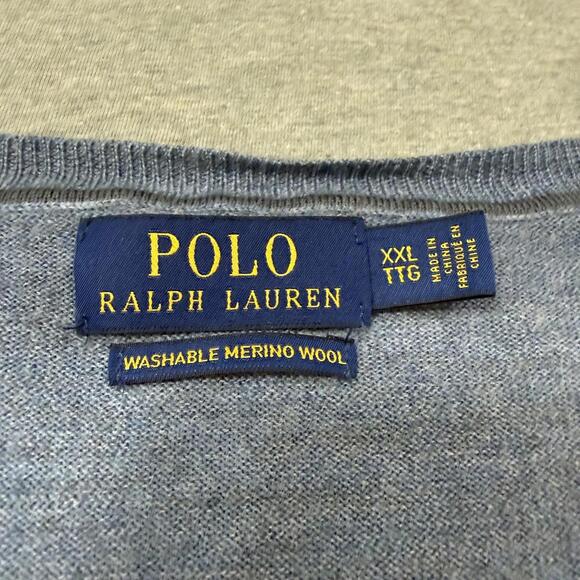 POLO
RALPH LAUREN
XXL
TTG
MADE IN
CHINA
FABRIQUÉ EN
CHINE
WASHABLE MERINO WOOL